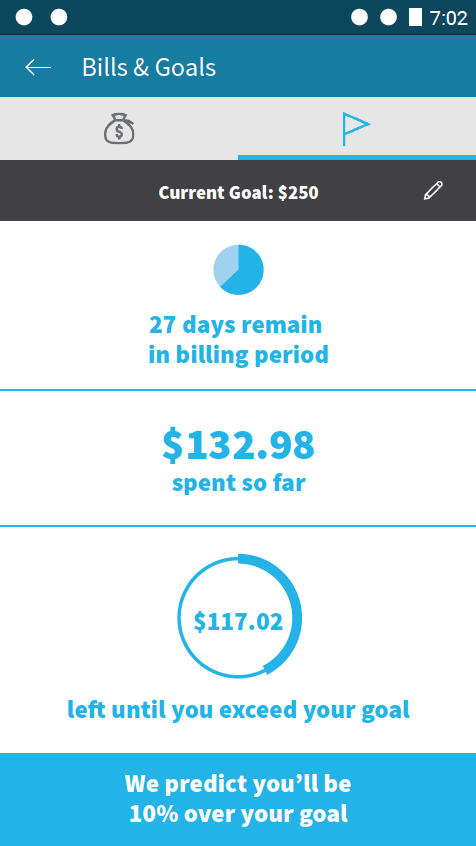 7:02
Bills & Goals
$
Current Goal: $250
27 days remain
in billing period
$132.98
spent so far
$117.02
left until you exceed your goal
We predict you’ll be
10% over your goal